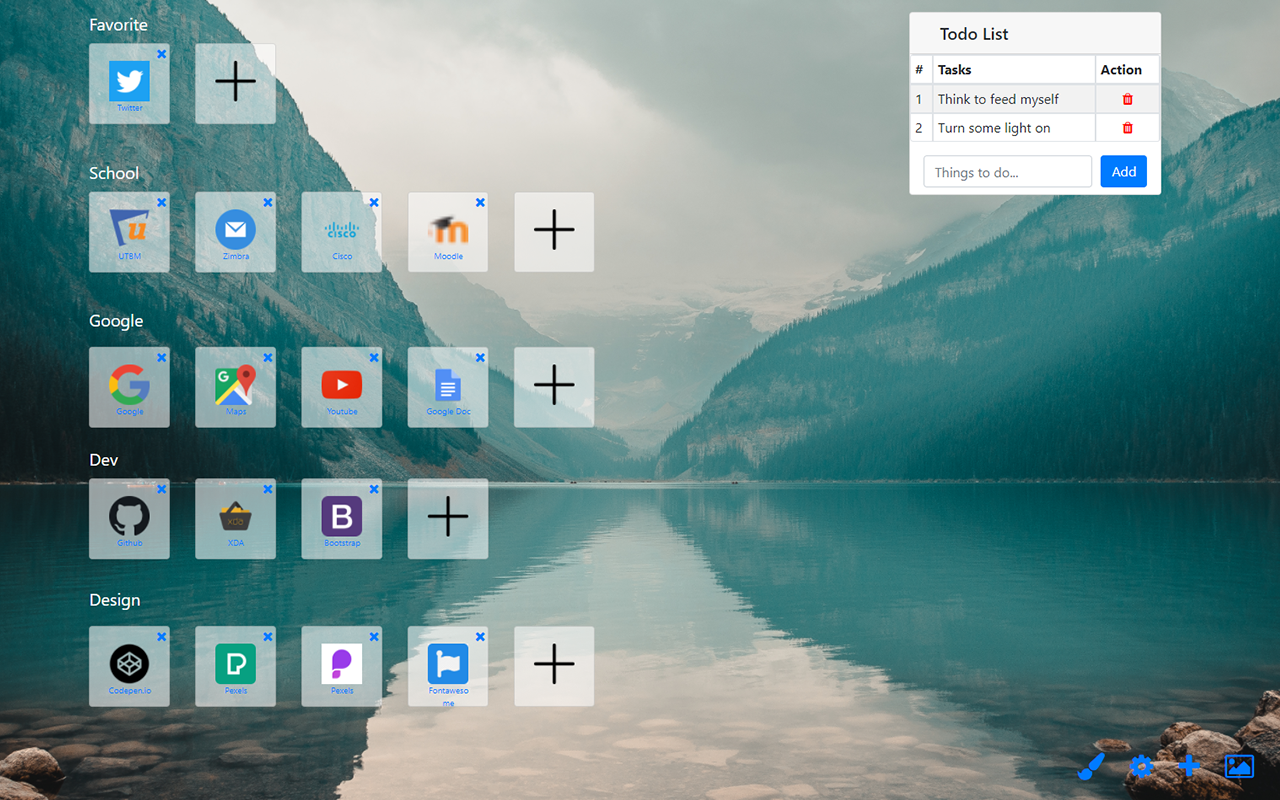 Favorite
Twitter
School
UTBM
Zimbra
cisco
Cisco
Moodle
Google
G
Google
Maps
Youtube
Google Doc
Dev
Github
XDA
XDA
B
Bootstrap
Design
Codepen.io
Pexels
Pexels
Fontaweso
me
Todo List
# Tasks Action
1 Think to feed myself
2 Turn some light on
Things to do... Add